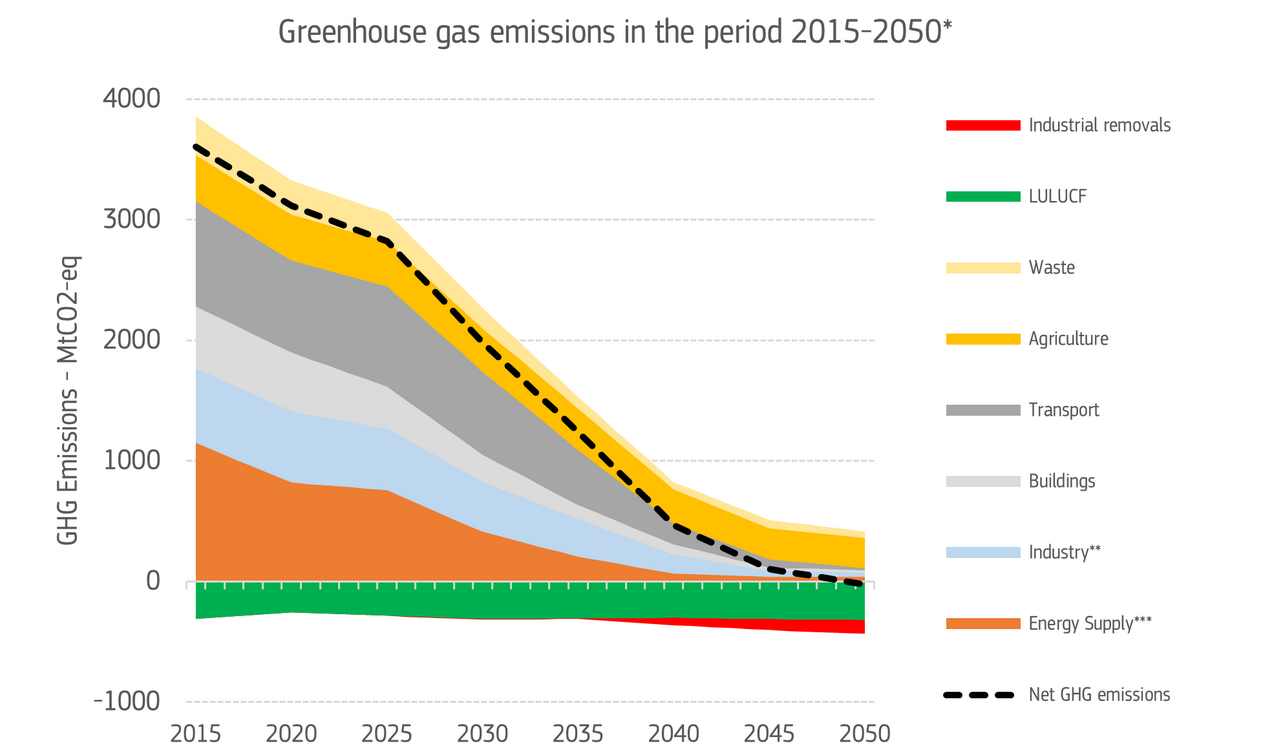 Greenhouse gas emissions in the period 2015-2050*
GHG Emissions - MtCO2-eq
4000
3000
2000
1000
0
-1000
2015 2020 2025 2030 2035 2040 2045 2050
Industrial removals
LULUCF
Waste
Agriculture
Transport
Buildings
Industry**
Energy Supply***
Net GHG emissions